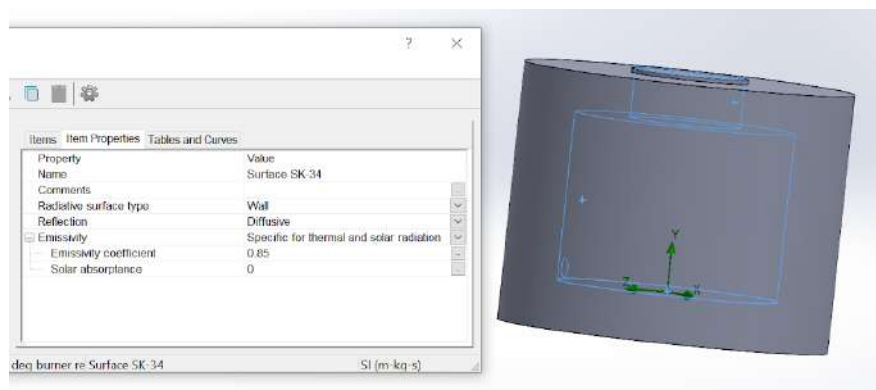 ? ×
Items Item Properties Tables and Curves
Property Value
Name Surface SK-34
Comments
Radiative surface type Wall
Reflection Diffusive
Emissivity Specific for thermal and solar radiation
Emissivity coefficient 0.85
Solar absorptance 0
deg burner re Surface SK-34 SI (m-kg-s)
Y
Z X